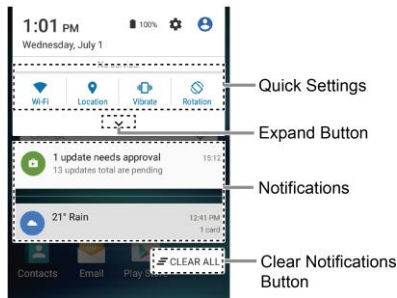 1:01 PM
100%
Wednesday, July 1
Wi-Fi
Location
Vibrate
Rotation
Quick Settings
Expand Button
1 update needs approval
15:12
13 updates total are pending
Notifications
21° Rain
12:41 PM
1 card
CLEAR ALL
Clear Notifications
Button
Contacts
Email
Play